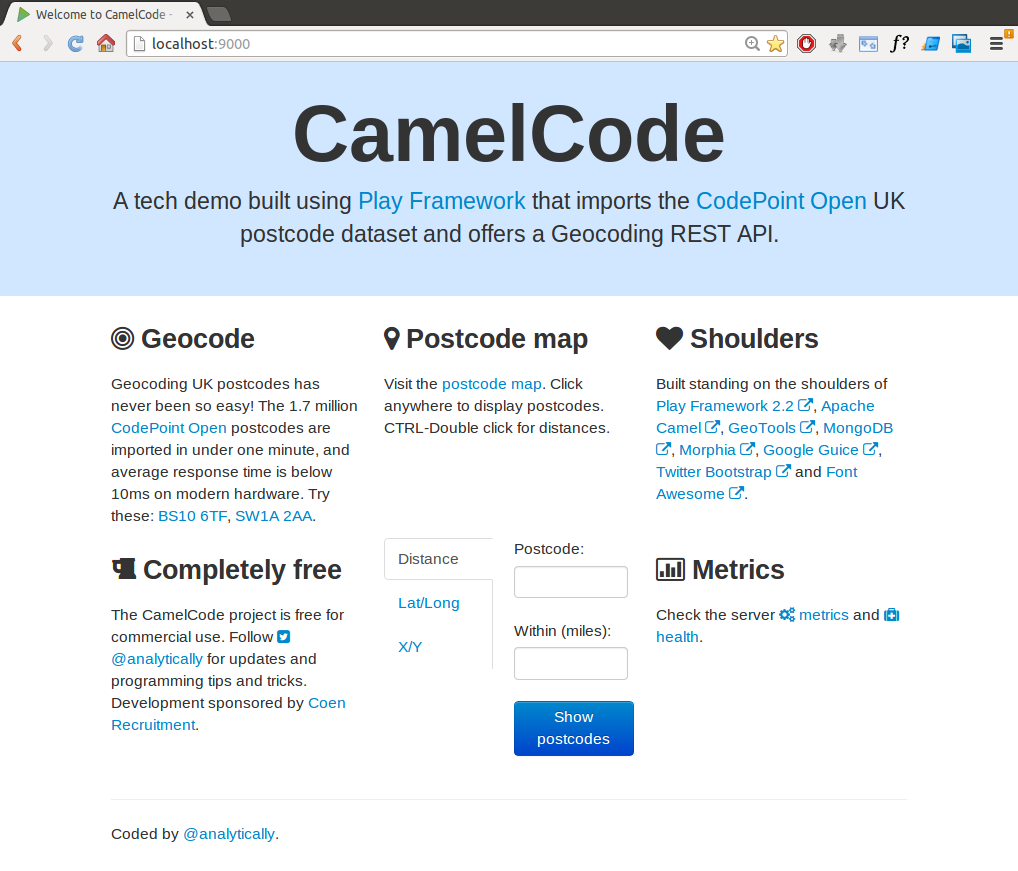 Welcome to CamelCode -
localhost:9000
f?
CamelCode
A tech demo built using Play Framework that imports the CodePoint Open UK
postcode dataset and offers a Geocoding REST API.
Geocode
Geocoding UK postcodes has
never been so easy! The 1.7 million
CodePoint Open postcodes are
imported in under one minute, and
average response time is below
10ms on modern hardware. Try
these: BS10 6TF, SW1A 2AA.
Postcode map
Visit the postcode map. Click
anywhere to display postcodes.
CTRL-Double click for distances.
Shoulders
Built standing on the shoulders of
Play Framework 2.2, Apache
Camel, GeoTools, MongoDB
, Morphia, Google Guice,
Twitter Bootstrap and Font
Awesome.
Completely free
The CamelCode project is free for
commercial use. Follow
@analytically for updates and
programming tips and tricks.
Development sponsored by Coen
Recruitment.
Distance
Lat/Long
X/Y
Postcode:
Within (miles):
Show
postcodes
Metrics
Check the server metrics and
health.
Coded by @analytically.